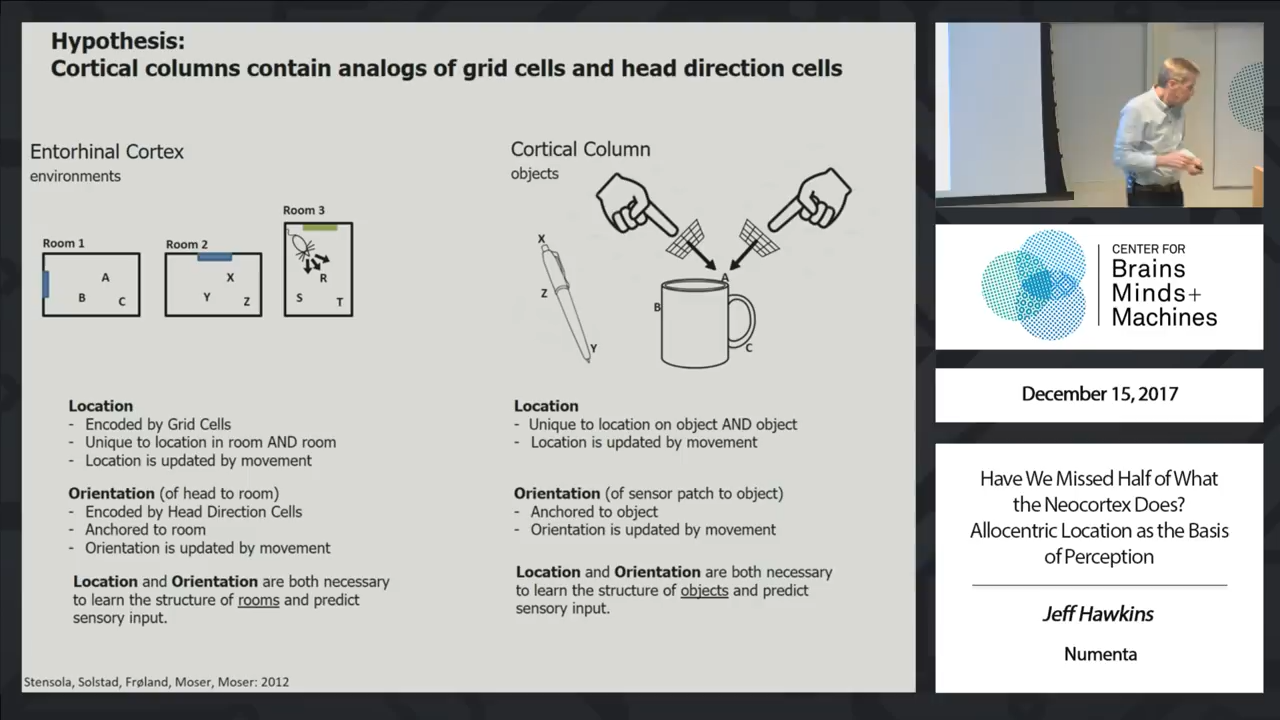 Hypothesis:
Cortical columns contain analogs of grid cells and head direction cells
Entorhinal Cortex
environments
Room 1
A
B
C
Room 2
X
Y
Z
Room 3
R
S
T
Location
- Encoded by Grid Cells
- Unique to location in room AND room
- Location is updated by movement
Orientation (of head to room)
- Encoded by Head Direction Cells
- Anchored to room
- Orientation is updated by movement
Location and Orientation are both necessary
to learn the structure of rooms and predict
sensory input.
Cortical Column
objects
X
Z
Y
A
B
C
Location
- Unique to location on object AND object
- Location is updated by movement
Orientation (of sensor patch to object)
- Anchored to object
- Orientation is updated by movement
Location and Orientation are both necessary
to learn the structure of objects and predict
sensory input.
Stensola, Solstad, Frøland, Moser, Moser: 2012
CENTER FOR
Brains
Minds+
Machines
December 15, 2017
Have We Missed Half of What
the Neocortex Does?
Allocentric Location as the Basis
of Perception
Jeff Hawkins
Numenta